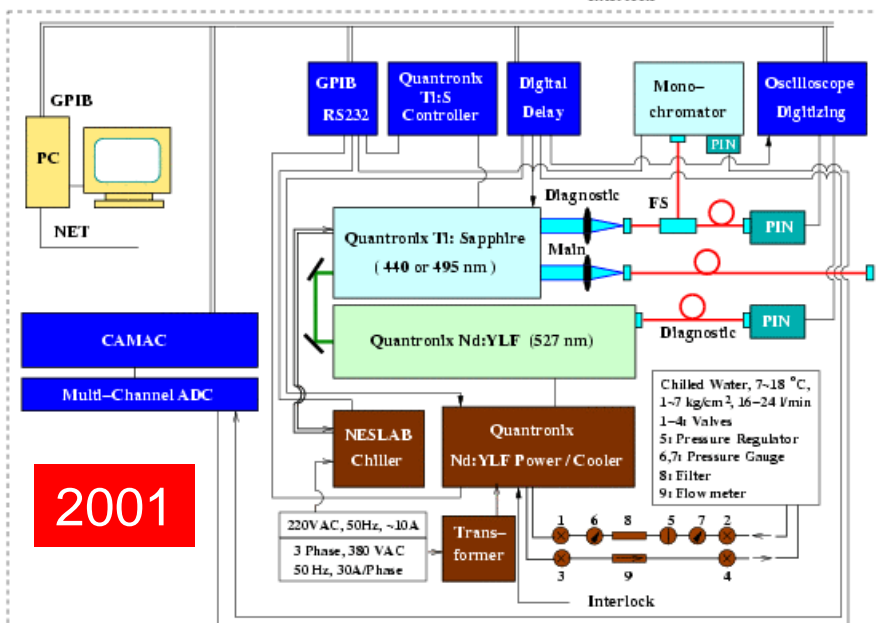 GPIB
PC
NET
GPIB
RS232
Quantronix
Ti:S
Controller
Digital
Delay
Mono–
chromator
PIN
Oscilloscope
Digitizing
Diagnostic
FS
PIN
Quantronix Ti: Sapphire
( 440 or 495 nm )
Main
Quantronix Nd:YLF (527 nm)
Diagnostic
PIN
CAMAC
Multi–Channel ADC
NESLAB
Chiller
Quantronix
Nd:YLF Power / Cooler
Chilled Water, 7~18 °C,
1~7 kg/cm², 16–24 l/min
1–4: Valves
5: Pressure Regulator
6,7: Pressure Gauge
8: Filter
9: Flow meter
2001
220VAC, 50Hz, ~10A
3 Phase, 380 VAC
50 Hz, 30A/Phase
Trans–
former
1 6 8 5 7 2
3 9 4
Interlock